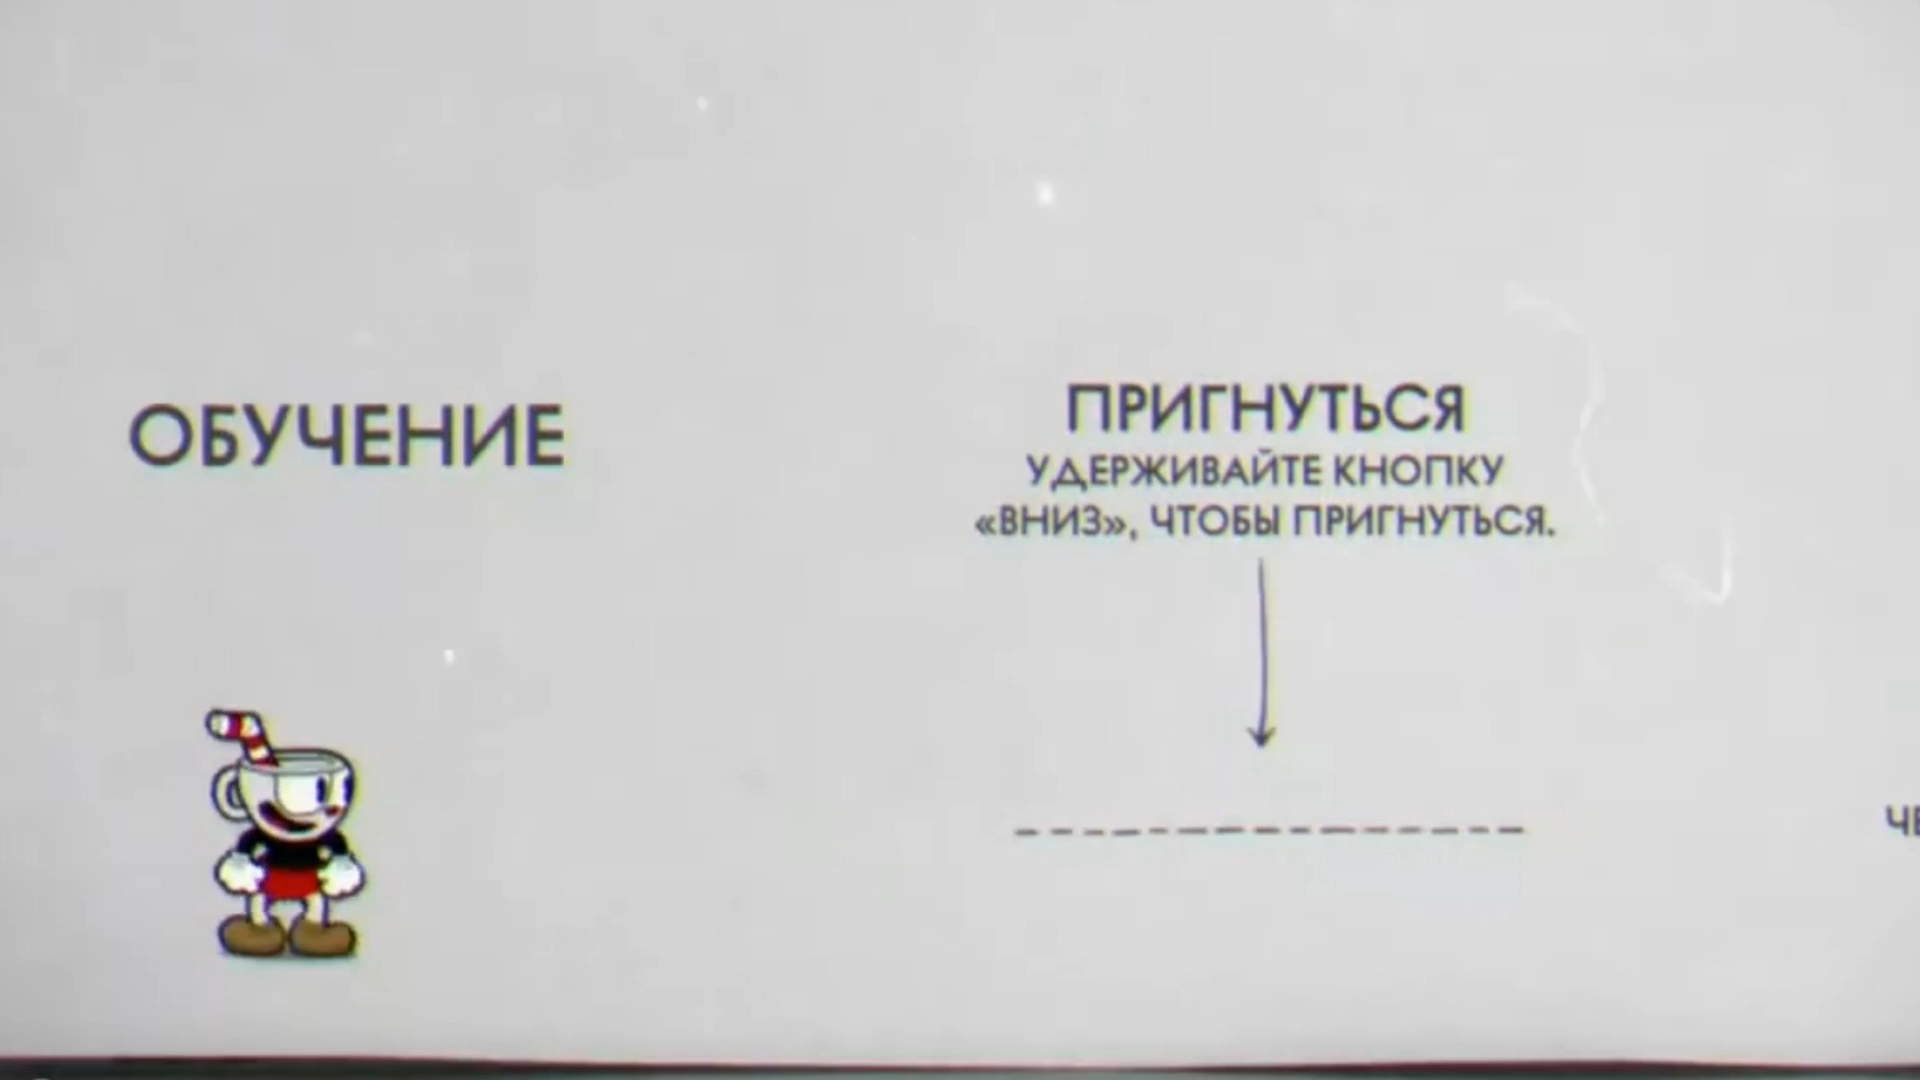 ОБУЧЕНИЕ
ПРИГНУТЬСЯ
УДЕРЖИВАЙТЕ КНОПКУ
«ВНИЗ», ЧТОБЫ ПРИГНУТЬСЯ.